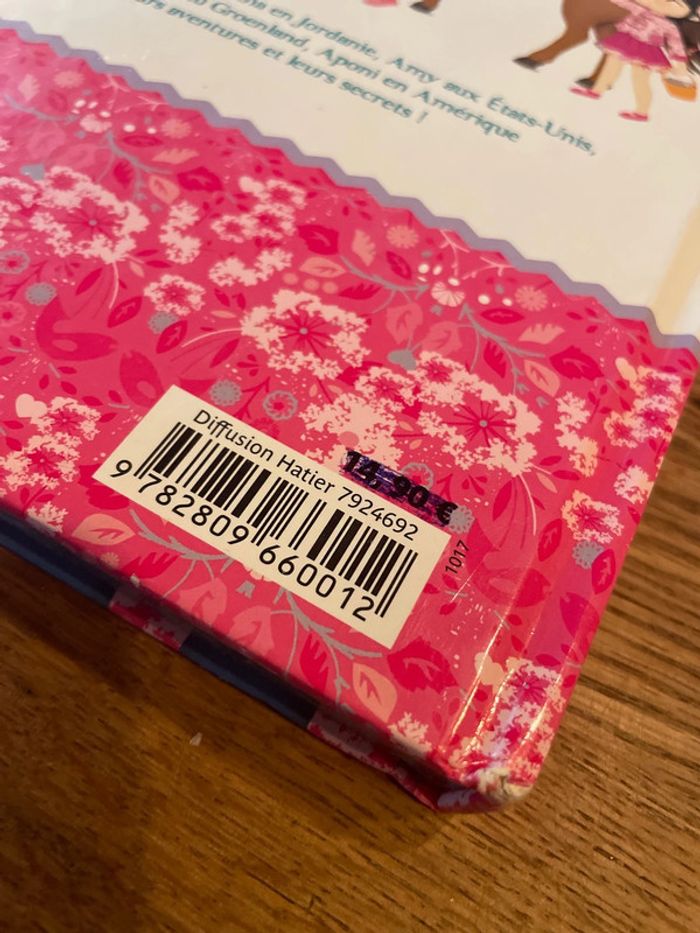 en Jordanie, Amy aux États-Unis,
Groenland, Aponi en Amérique
aventures et leurs secrets !
14,90 €
Diffusion Hatier 7924692
9 782809 660012
1017